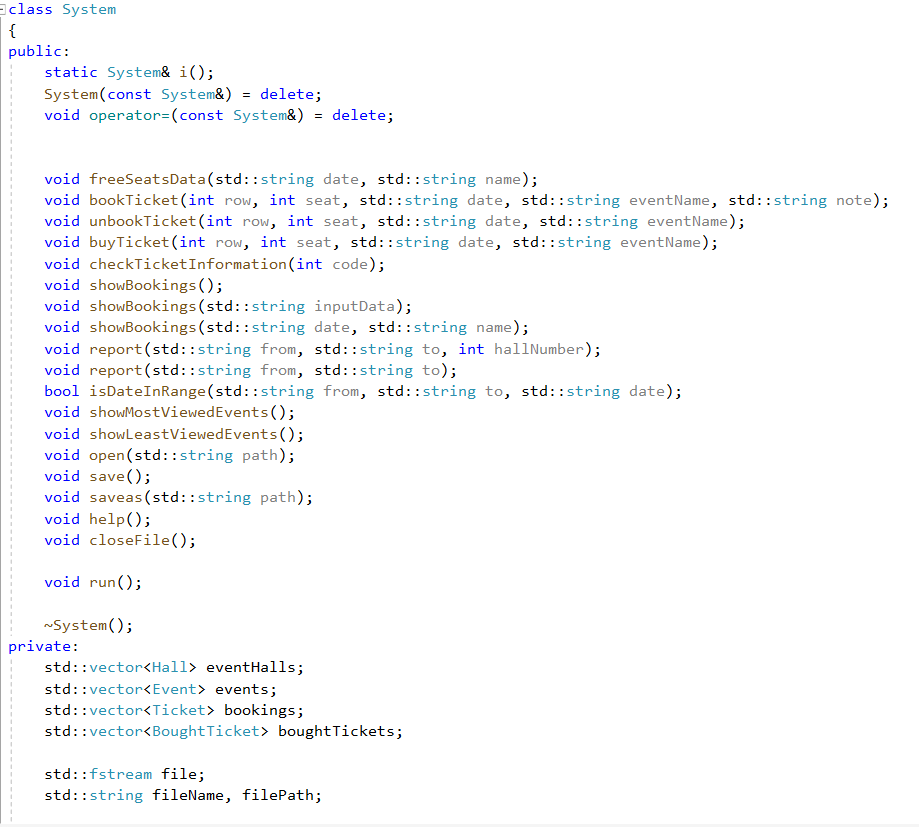 class System
{
public:
    static System& i();
    System(const System&) = delete;
    void operator=(const System&) = delete;
    void freeSeatsData(std::string date, std::string name);
    void bookTicket(int row, int seat, std::string date, std::string eventName, std::string note);
    void unbookTicket(int row, int seat, std::string date, std::string eventName);
    void buyTicket(int row, int seat, std::string date, std::string eventName);
    void checkTicketInformation(int code);
    void showBookings();
    void showBookings(std::string inputData);
    void showBookings(std::string date, std::string name);
    void report(std::string from, std::string to, int hallNumber);
    void report(std::string from, std::string to);
    bool isDateInRange(std::string from, std::string to, std::string date);
    void showMostViewedEvents();
    void showLeastViewedEvents();
    void open(std::string path);
    void save();
    void saveas(std::string path);
    void help();
    void closeFile();
    void run();
    ~System();
private:
    std::vector<Hall> eventHalls;
    std::vector<Event> events;
    std::vector<Ticket> bookings;
    std::vector<BoughtTicket> boughtTickets;
    std::fstream file;
    std::string fileName, filePath;